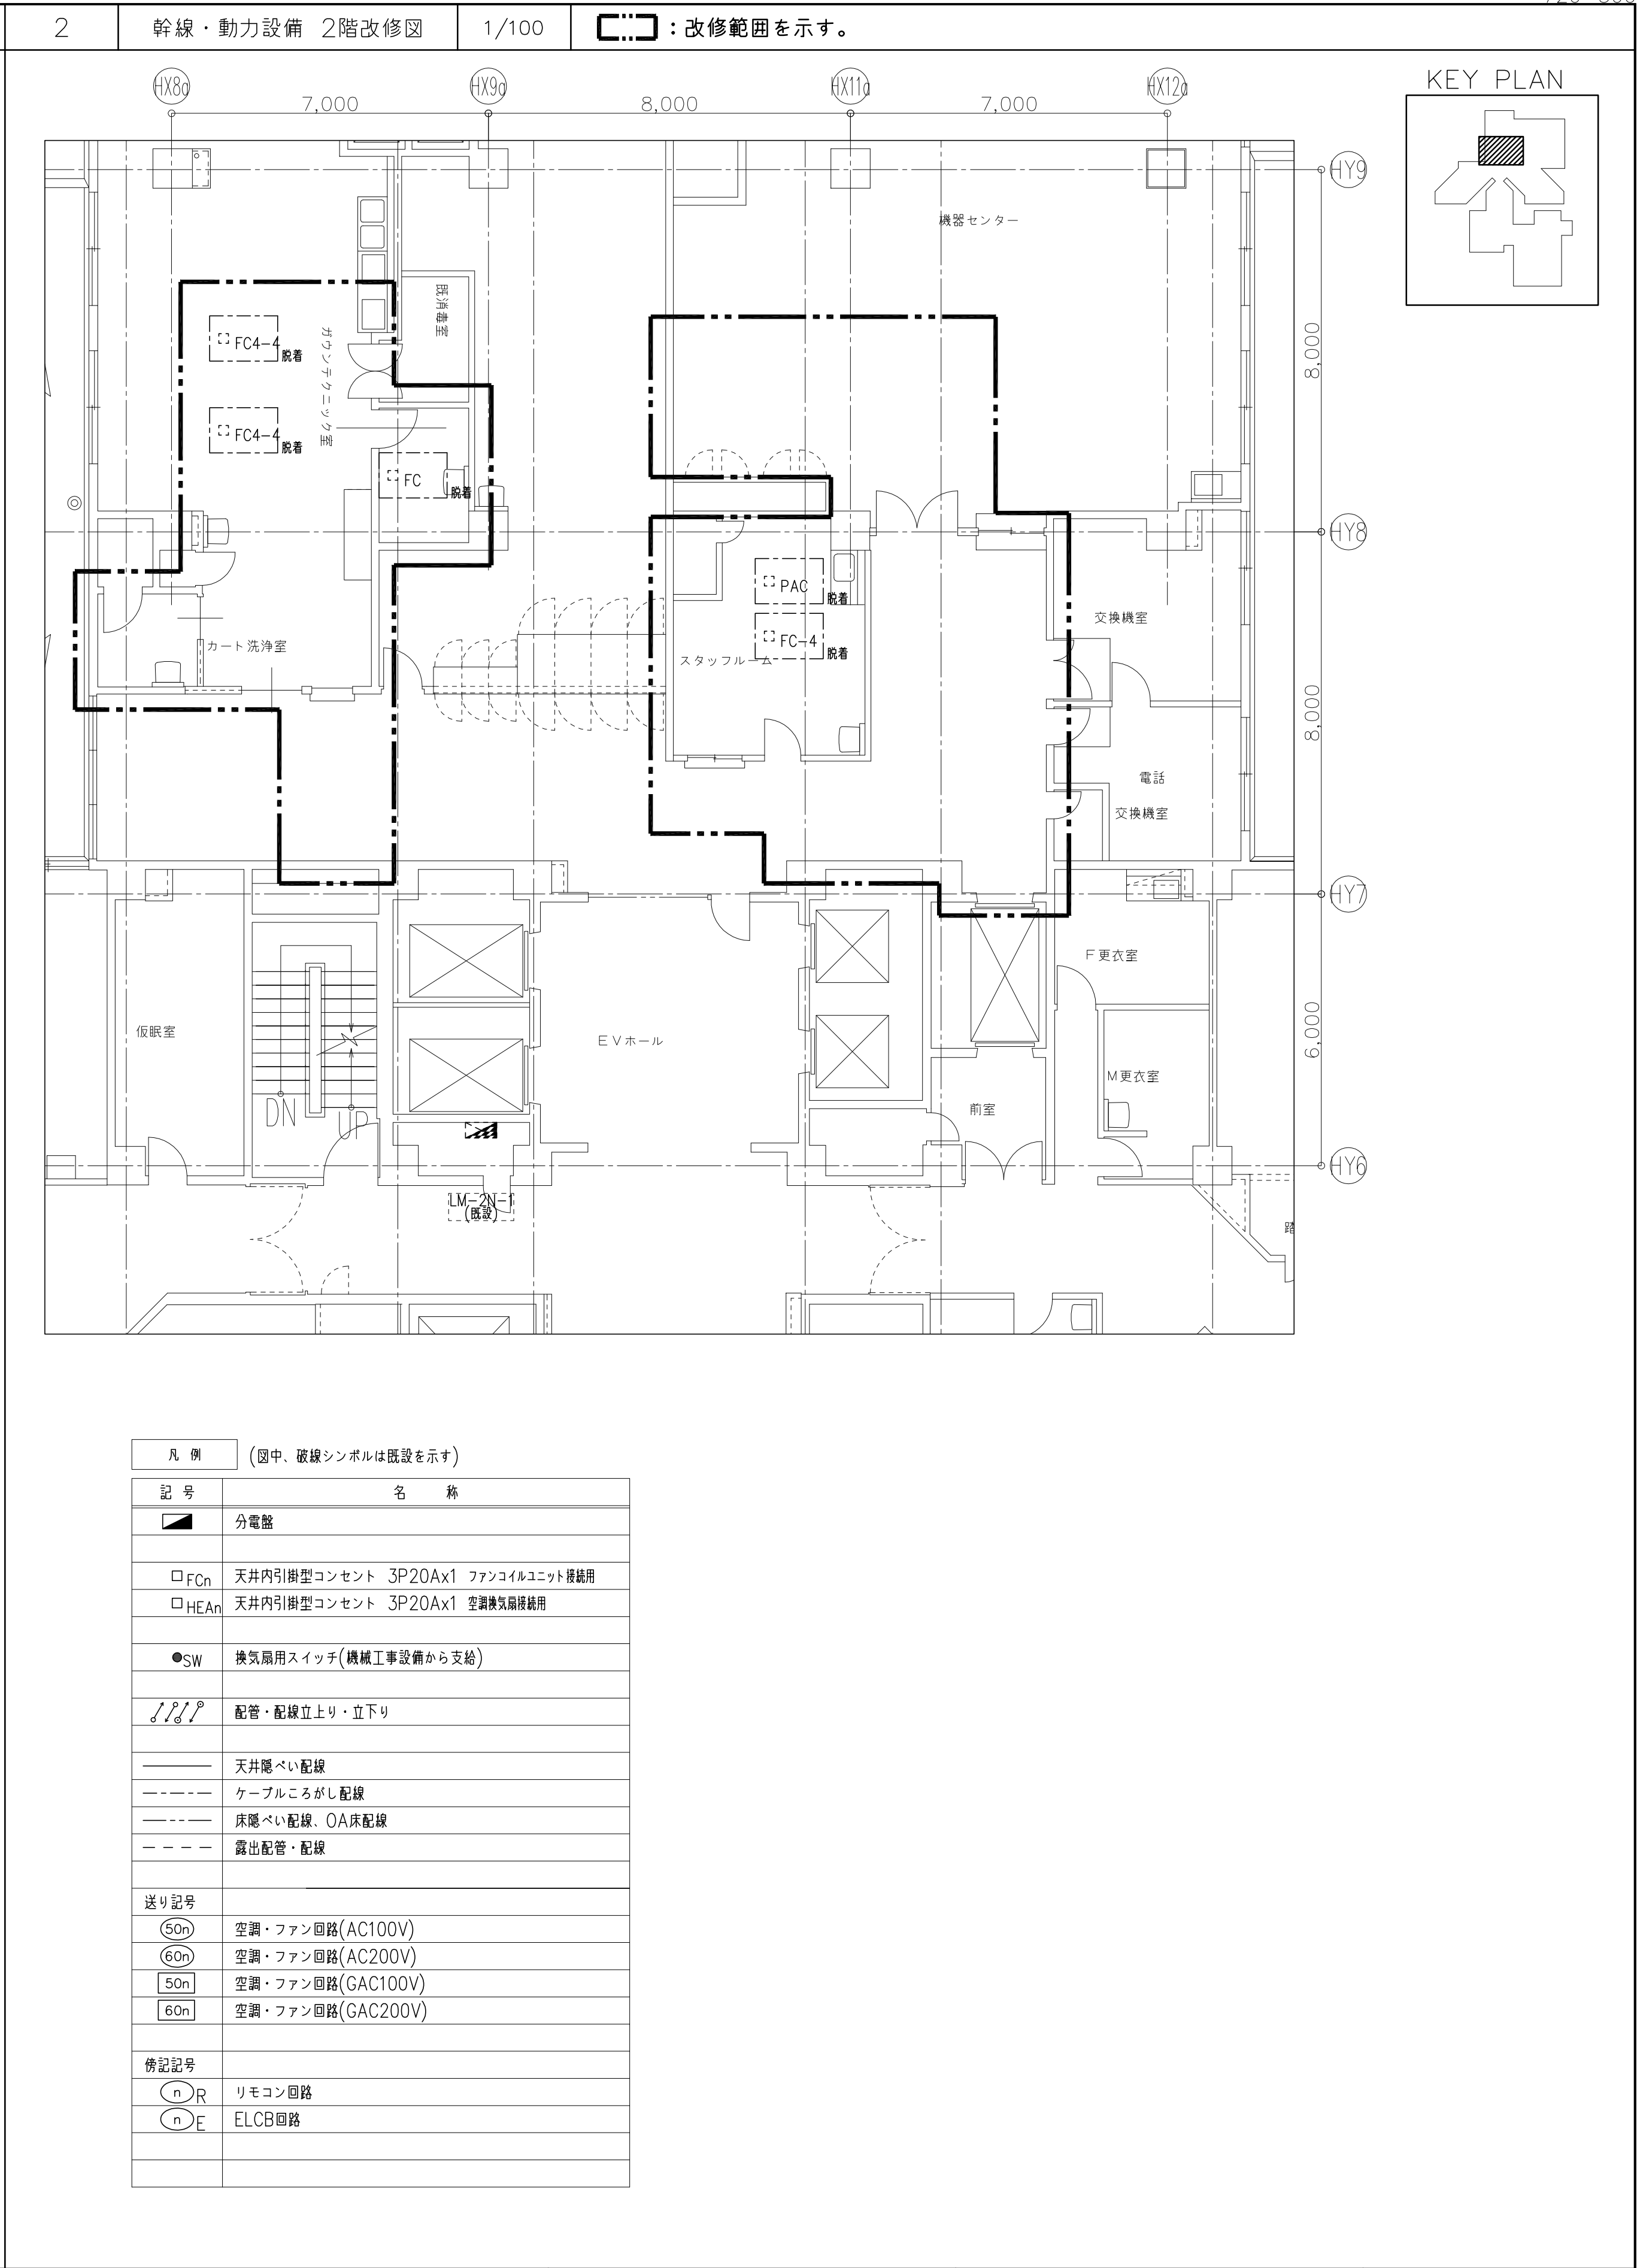 2 幹線・動力設備 2階改修図 1/100 :改修範囲を示す。
KEY PLAN
HX8a HX9a HX11a HX12a
7,000 8,000 7,000
HY9
機器センター
既消毒室
ガウンテクニック室
FC4-4 脱着
8,000
FC4-4 脱着
FC 脱着
HY8
PAC 脱着
FC-4 脱着
スタッフルーム
カート洗浄室
交換機室
8,000
電話
交換機室
HY7
F更衣室
仮眠室
EVホール
6,000
M更衣室
前室
DN UP
HY6
LM-2N-1
(既設)
凡 例 (図中、破線シンボルは既設を示す)
記 号 名 称
分電盤
FCn 天井内引掛型コンセント 3P20Ax1 ファンコイルユニット接続用
HEAn 天井内引掛型コンセント 3P20Ax1 空調換気扇接続用
SW 換気扇用スイッチ(機械工事設備から支給)
配管・配線立上り・立下り
天井隠ぺい配線
ケーブルころがし配線
床隠ぺい配線、OA床配線
露出配管・配線
送り記号
50n 空調・ファン回路(AC100V)
60n 空調・ファン回路(AC200V)
50n 空調・ファン回路(GAC100V)
60n 空調・ファン回路(GAC200V)
傍記記号
n R リモコン回路
n E ELCB回路